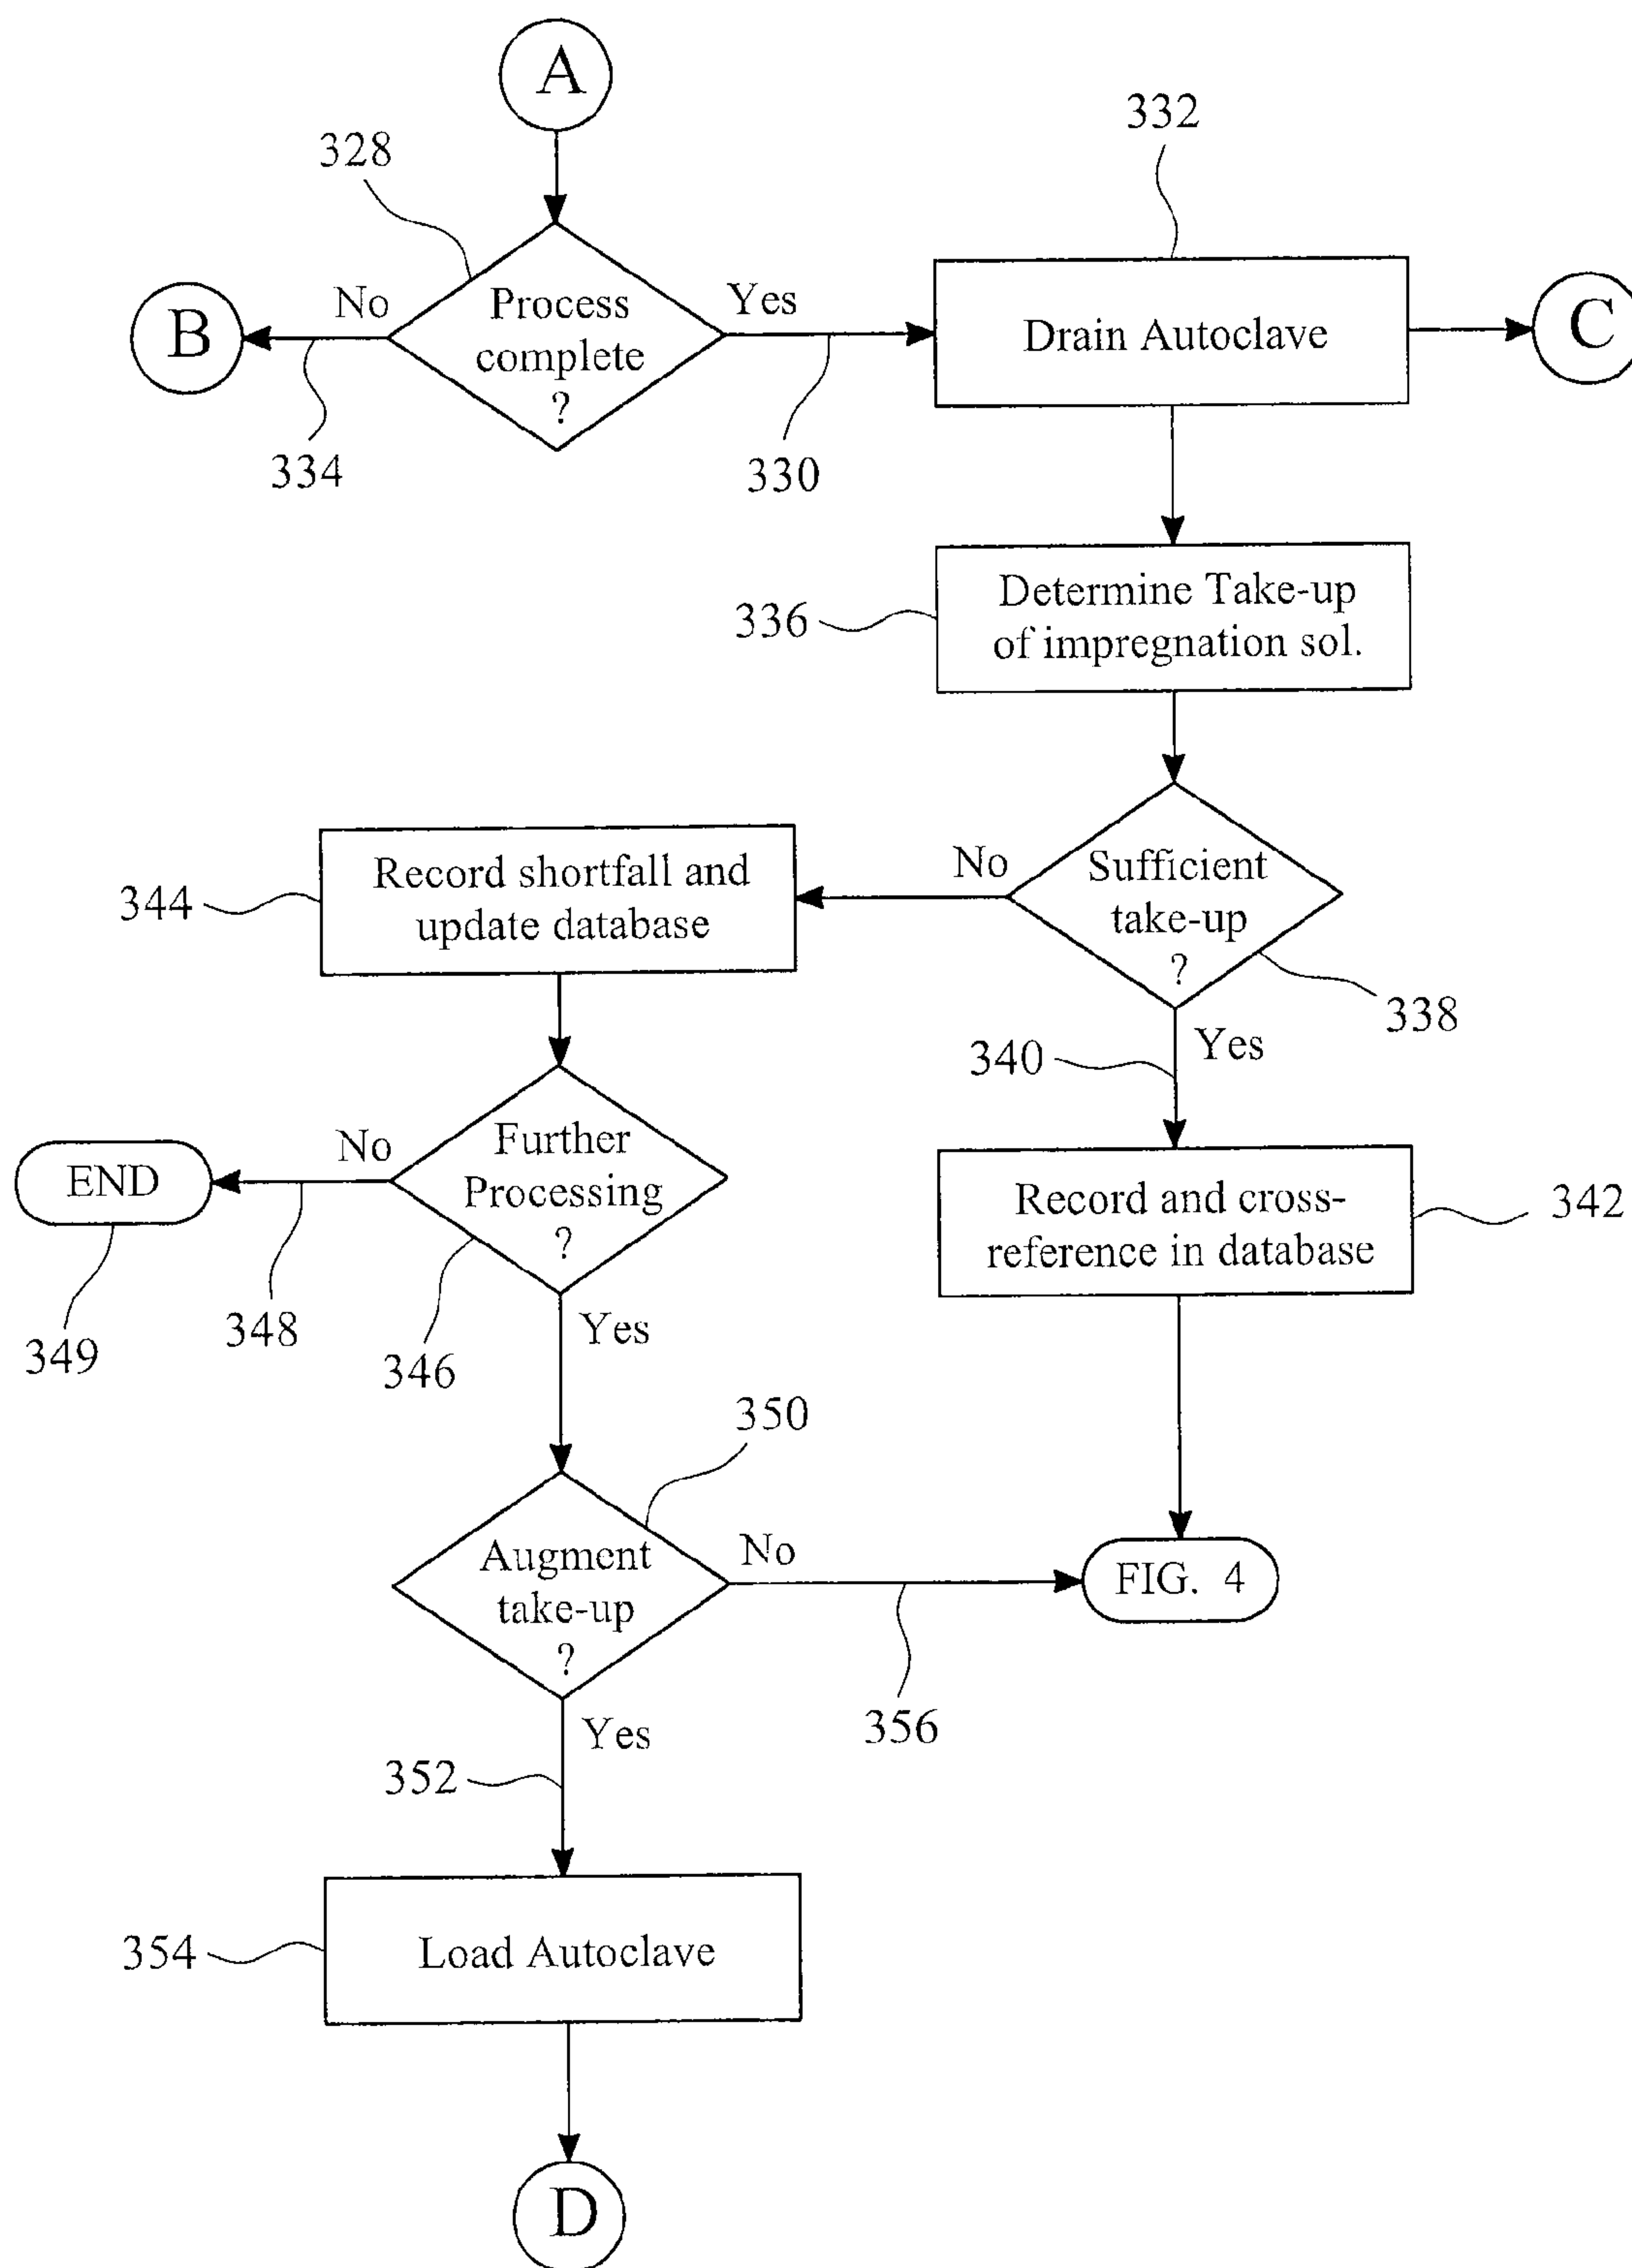 A
332
328
No
Process
complete
?
Yes
B
Drain Autoclave
C
334
330
336
Determine Take-up
of impregnation sol.
344
Record shortfall and
update database
No
Sufficient
take-up
?
338
340
Yes
END
No
Further
Processing
?
Record and cross-
reference in database
342
349
348
346
Yes
350
Augment
take-up
?
No
FIG. 4
356
Yes
352
354
Load Autoclave
D